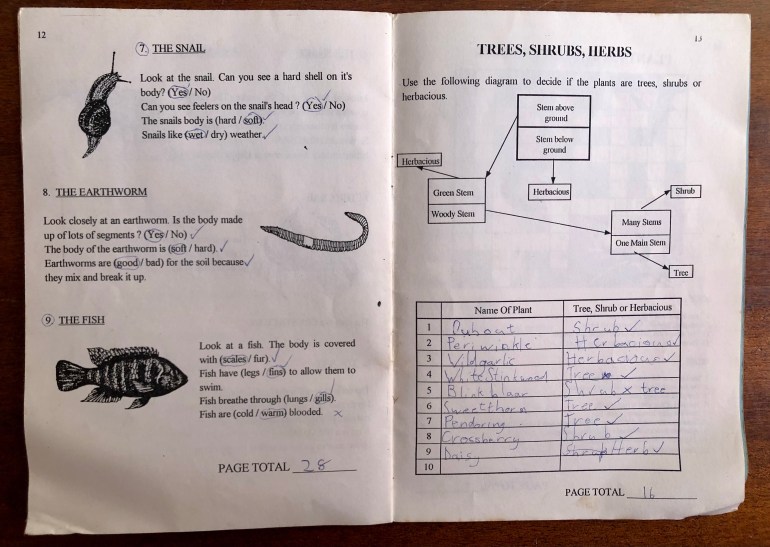 12
7. THE SNAIL
Look at the snail. Can you see a hard shell on it's
body? (Yes / No)
Can you see feelers on the snail's head ? (Yes / No)
The snails body is (hard / soft).
Snails like (wet / dry) weather.
8. THE EARTHWORM
Look closely at an earthworm. Is the body made
up of lots of segments ? (Yes / No)
The body of the earthworm is (soft / hard).
Earthworms are (good / bad) for the soil because
they mix and break it up.
9. THE FISH
Look at a fish. The body is covered
with (scales / fur).
Fish have (legs / fins) to allow them to
swim.
Fish breathe through (lungs / gills).
Fish are (cold / warm) blooded.
PAGE TOTAL 28
13
TREES, SHRUBS, HERBS
Use the following diagram to decide if the plants are trees, shrubs or
herbacious.
Stem above
ground
Stem below
ground
Herbacious
Green Stem
Woody Stem
Herbacious
Shrub
Many Stems
One Main Stem
Tree
Name Of Plant Tree, Shrub or Herbacious
1 Shrub
2 Periwinkle Herbacious
3 Wildgarlic Herbacious
4 White Stinkwood Tree
5 Blinkblaar Shrub x tree
6 Sweetthorn Tree
7 Pendoring Tree
8 Crossberry Shrub
9 Daisy Herb
10
PAGE TOTAL 16